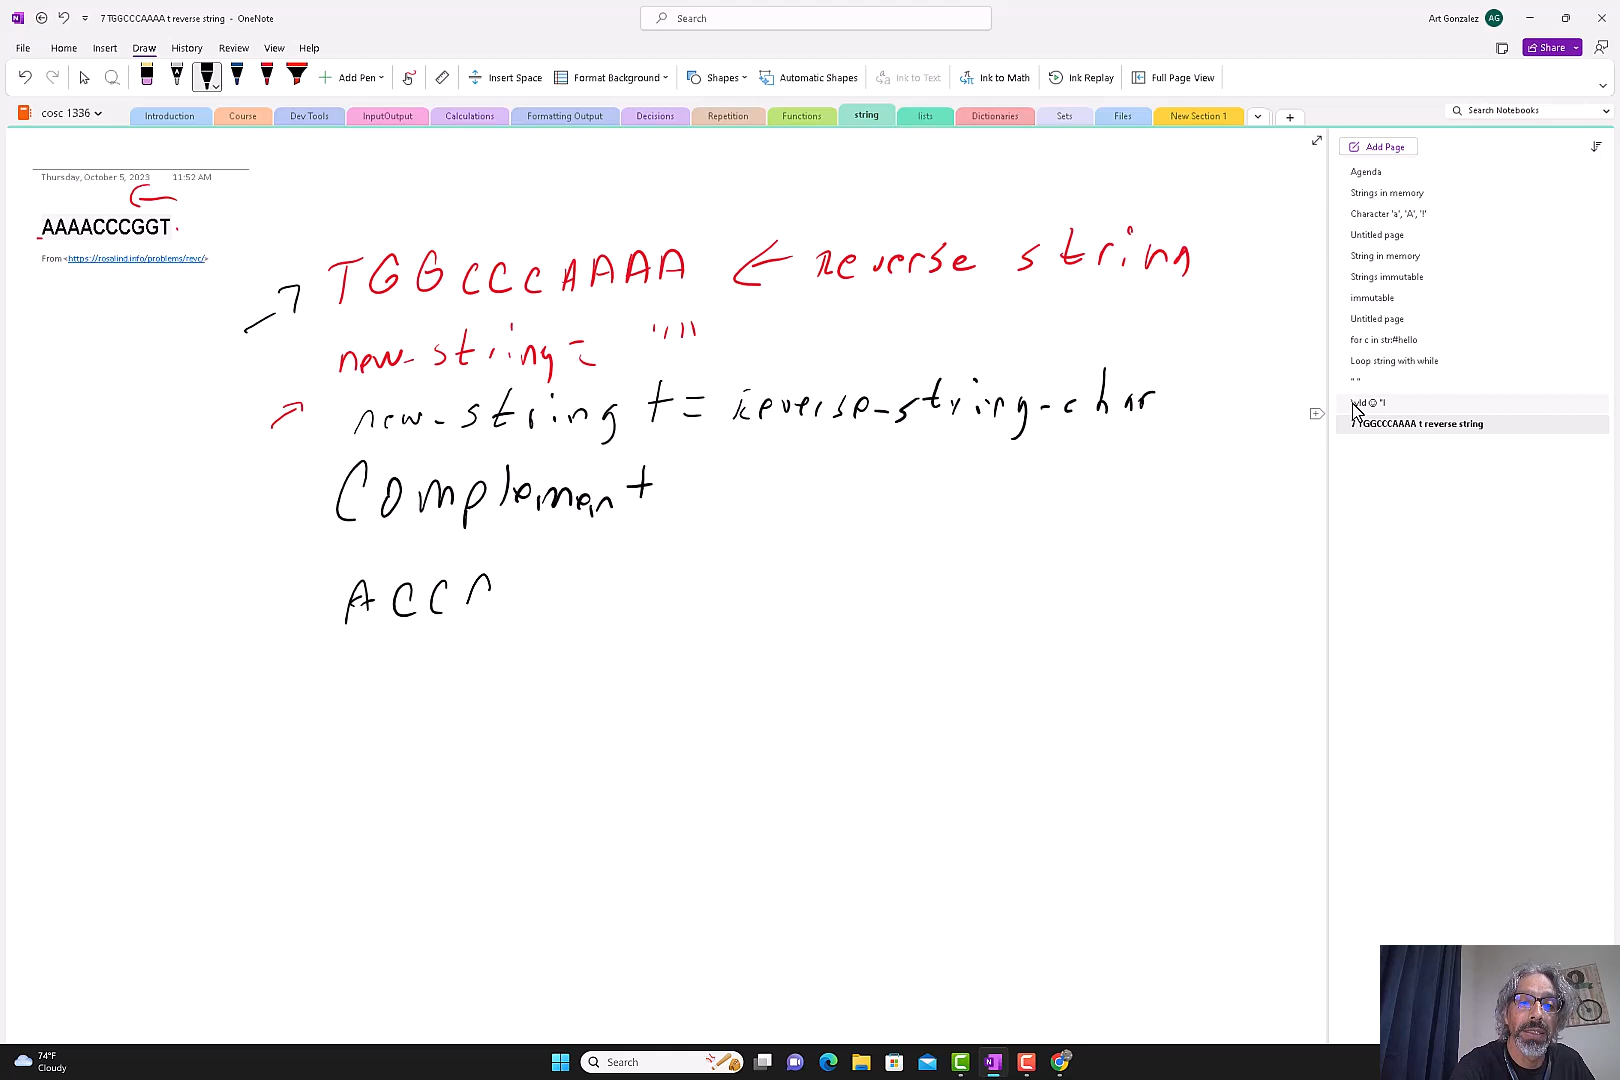 7 TGGCCCAAAA t reverse string - OneNote
Search
Art Gonzalez
AG
File Home Insert Draw History Review View Help
Share
Add Pen
Insert Space
Format Background
Shapes
Automatic Shapes
Ink to Text
Ink to Math
Ink Replay
Full Page View
cosc 1336
Introduction Course Dev Tools InputOutput Calculations Formatting Output Decisions Repetition Functions string lists Dictionaries Sets Files New Section 1
Search Notebooks
Thursday, October 5, 2023 11:52 AM
AAAACCCGGT
From <https://rosalind.info/problems/revc/>
TGGCCCAAAA ← reverse string
new_string = ""
new_string += reverse_string_char
Complement
ACC
Add Page
Agenda
Strings in memory
Character 'a', 'A', '!'
Untitled page
String in memory
Strings immutable
immutable
Untitled page
for c in str:#hello
Loop string with while
" "
7 TGGCCCAAAA t reverse string
74°F
Cloudy
Search